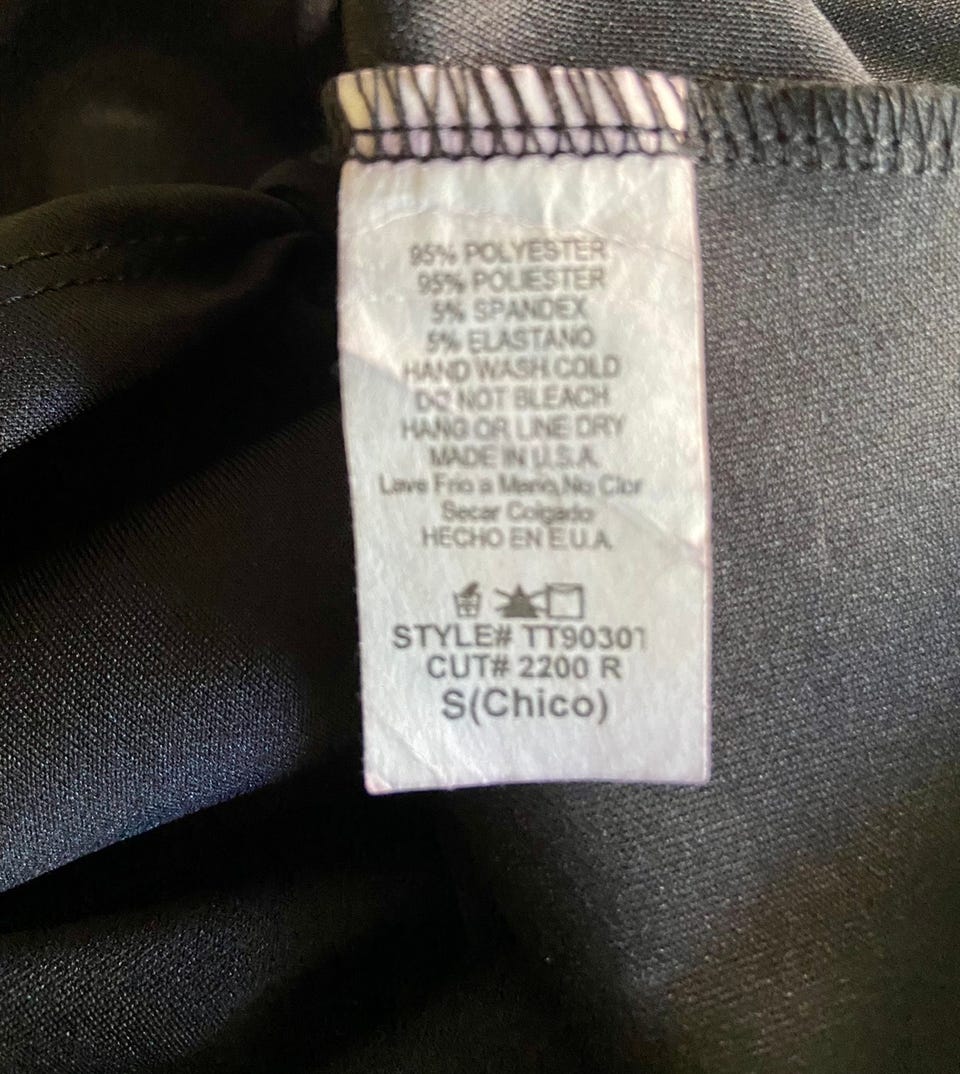 95% POLYESTER
95% POLIESTER
5% SPANDEX
5% ELASTANO
HAND WASH COLD
DO NOT BLEACH
HANG OR LINE DRY
MADE IN U.S.A.
Lave Frio a Mano,No Clor
Secar Colgado
HECHO EN E.U.A.
STYLE# TT90301
CUT# 2200 R
S(Chico)